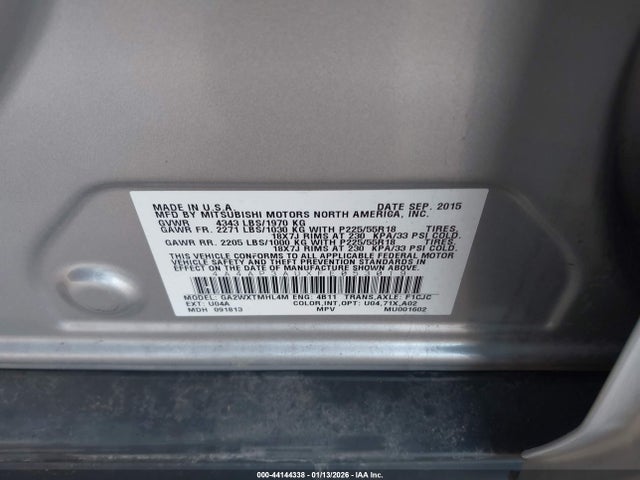 MADE IN U.S.A. DATE SEP. 2015
MFD BY MITSUBISHI MOTORS NORTH AMERICA, INC.
GVWR 4343 LBS/1970 KG
GAWR FR. 2271 LBS/1030 KG WITH P225/55R18 TIRES,
18X7J RIMS AT 230 KPA/33 PSI COLD.
GAWR RR. 2205 LBS/1000 KG WITH P225/55R18 TIRES,
18X7J RIMS AT 230 KPA/33 PSI COLD.
THIS VEHICLE CONFORMS TO ALL APPLICABLE FEDERAL MOTOR
VEHICLE SAFETY AND THEFT PREVENTION STANDARDS IN
EFFECT ON THE DATE OF MANUFACTURE SHOWN ABOVE.
MODEL: GA2WXTMHL4M ENG: 4B11 TRANS,AXLE: F1CJC
EXT: U04A COLOR,INT,OPT: U04,71X,A02
MDH 091813 MPV MU001602
000-44144338 - 01/13/2026 - IAA Inc.